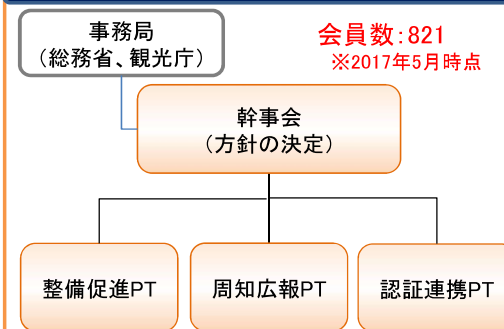 事務局
（総務省、観光庁）
会員数：821
※2017年5月時点
幹事会
（方針の決定）
整備促進PT
周知広報PT
認証連携PT